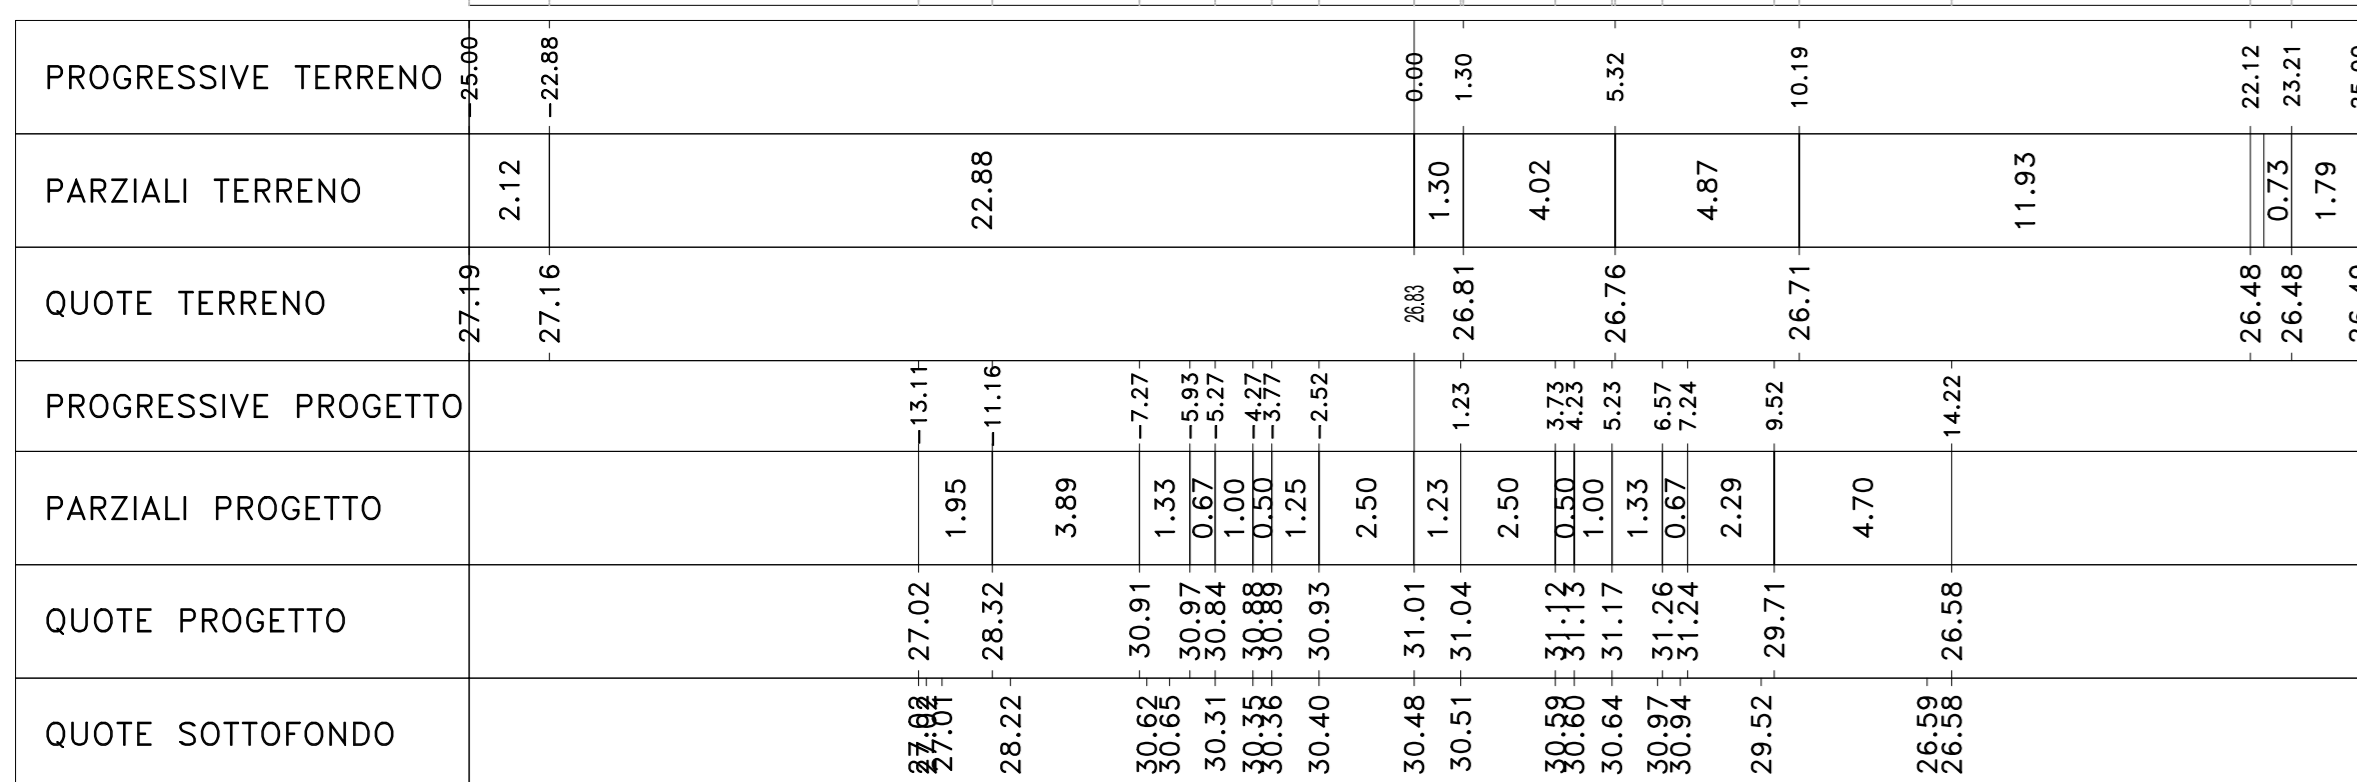 PROGRESSIVE TERRENO -25.00 -22.88 0.00 1.30 5.32 10.19 22.12 23.21
PARZIALI TERRENO 2.12 22.88 1.30 4.02 4.87 11.93 0.73 1.79
QUOTE TERRENO 27.19 27.16 26.83 26.81 26.76 26.71 26.48 26.48
PROGRESSIVE PROGETTO -13.11 -11.16 -7.27 -5.93 -5.27 -4.27 -3.77 -2.52 1.23 3.73 4.23 5.23 6.57 7.24 9.52 14.22
PARZIALI PROGETTO 1.95 3.89 1.33 0.67 1.00 0.50 1.25 2.50 1.23 2.50 0.50 1.00 1.33 0.67 2.29 4.70
QUOTE PROGETTO 27.02 28.32 30.91 30.97 30.84 30.88 30.89 30.93 31.01 31.04 31.12 31.13 31.17 31.26 31.24 29.71 26.58
QUOTE SOTTOFONDO 27.02 27.01 28.22 30.62 30.65 30.31 30.35 30.36 30.40 30.48 30.51 30.59 30.60 30.64 30.97 30.94 29.52 26.59 26.58